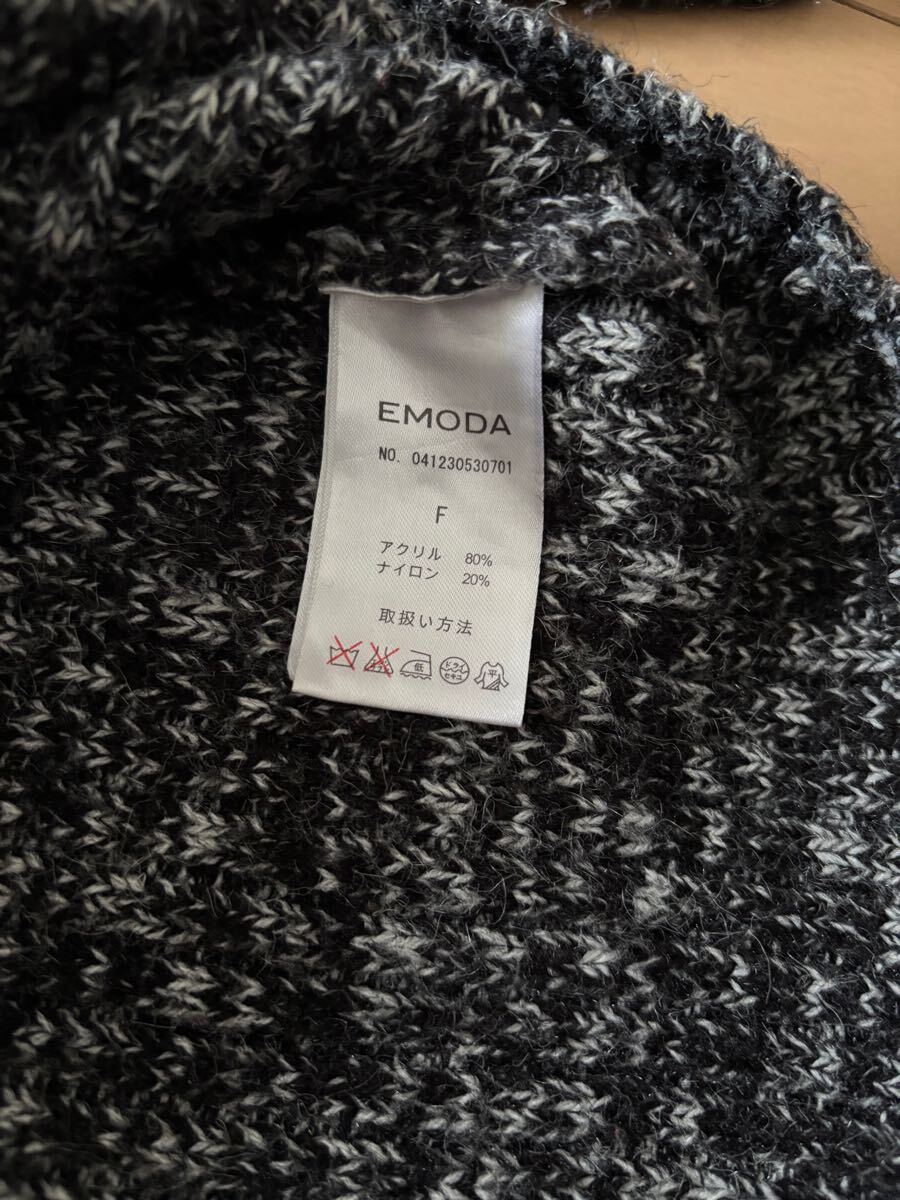 EMODA
NO. 041230530701
F
アクリル 80%
ナイロン 20%
取扱い方法
低
ドライ
セキユ
平